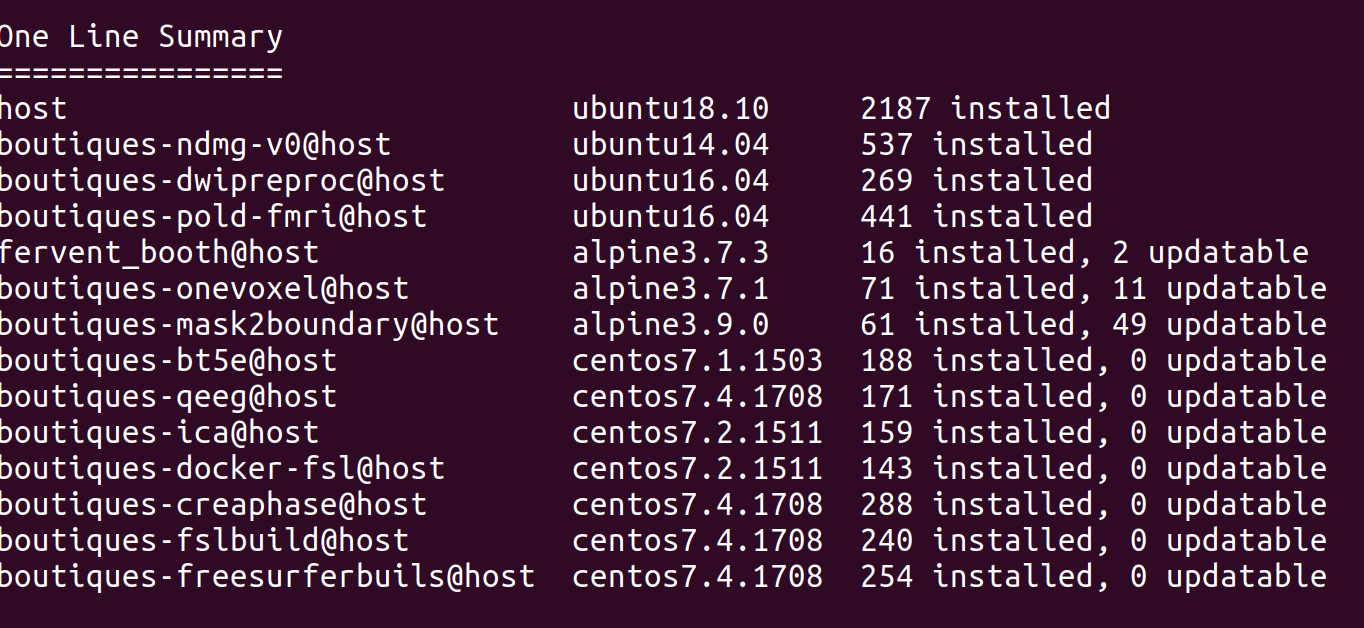 One Line Summary
================
host ubuntu18.10 2187 installed
boutiques-ndmg-v0@host ubuntu14.04 537 installed
boutiques-dwipreproc@host ubuntu16.04 269 installed
boutiques-pold-fmri@host ubuntu16.04 441 installed
fervent_booth@host alpine3.7.3 16 installed, 2 updatable
boutiques-onevoxel@host alpine3.7.1 71 installed, 11 updatable
boutiques-mask2boundary@host alpine3.9.0 61 installed, 49 updatable
boutiques-bt5e@host centos7.1.1503 188 installed, 0 updatable
boutiques-qeeg@host centos7.4.1708 171 installed, 0 updatable
boutiques-ica@host centos7.2.1511 159 installed, 0 updatable
boutiques-docker-fsl@host centos7.2.1511 143 installed, 0 updatable
boutiques-creaphase@host centos7.4.1708 288 installed, 0 updatable
boutiques-fslbuild@host centos7.4.1708 240 installed, 0 updatable
boutiques-freesurferbuils@host centos7.4.1708 254 installed, 0 updatable